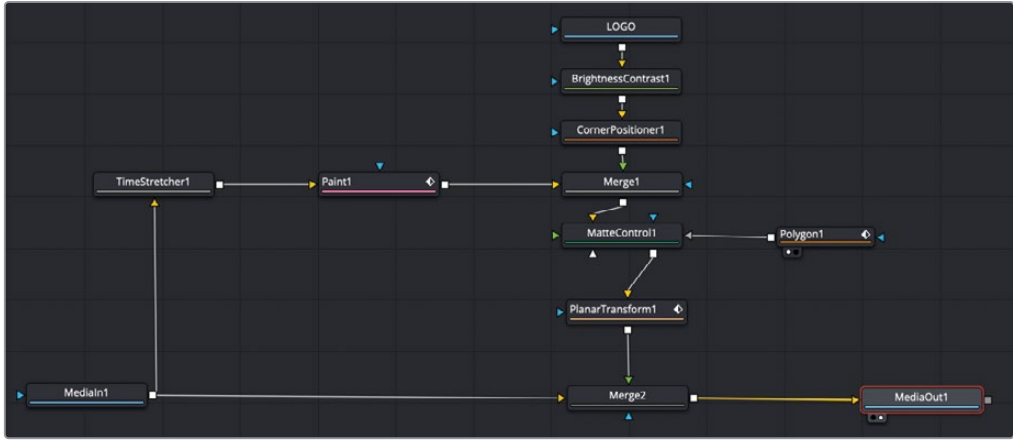 LOGO
BrightnessContrast1
CornerPositioner1
TimeStretcher1
Paint1
Merge1
MatteControl1
Polygon1
PlanarTransform1
MediaIn1
Merge2
MediaOut1